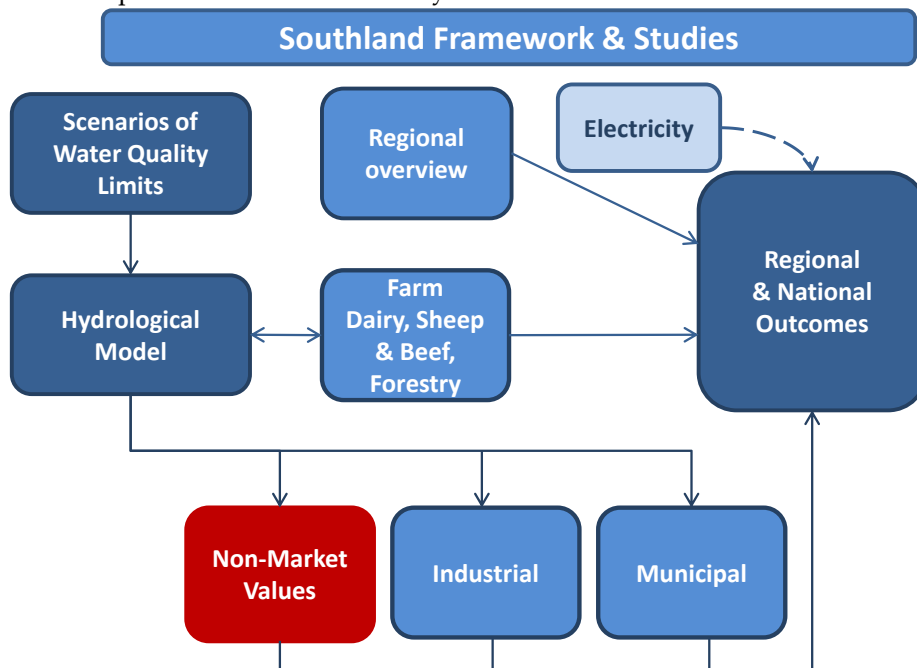 Southland Framework & Studies
Scenarios of
Water Quality
Limits
Regional
overview
Electricity
Regional
& National
Outcomes
Hydrological
Model
Farm
Dairy, Sheep
& Beef,
Forestry
Non-Market
Values
Industrial
Municipal